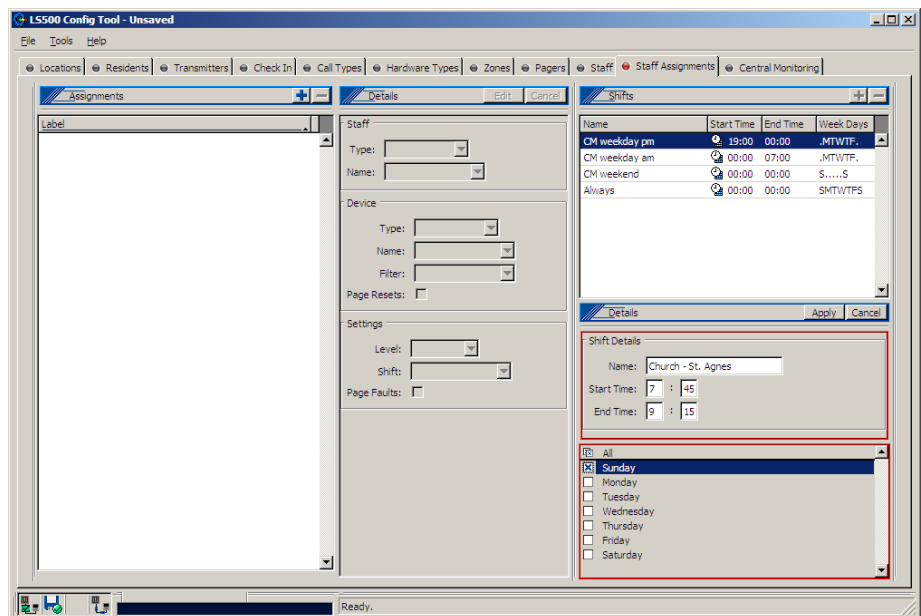 LS500 Config Tool - Unsaved
File Tools Help
Locations Residents Transmitters Check In Call Types Hardware Types Zones Pagers Staff Staff Assignments Central Monitoring
Assignments
Label
Details Edit Cancel
Staff
Type:
Name:
Device
Type:
Name:
Filter:
Page Resets:
Settings
Level:
Shift:
Page Faults:
Shifts
Name Start Time End Time Week Days
CM weekday pm 19:00 00:00 .MTWTF.
CM weekday am 00:00 07:00 .MTWTF.
CM weekend 00:00 00:00 S.....S
Always 00:00 00:00 SMTWTFS
Details Apply Cancel
Shift Details
Name: Church - St. Agnes
Start Time: 7 : 45
End Time: 9 : 15
All
Sunday
Monday
Tuesday
Wednesday
Thursday
Friday
Saturday
Ready.